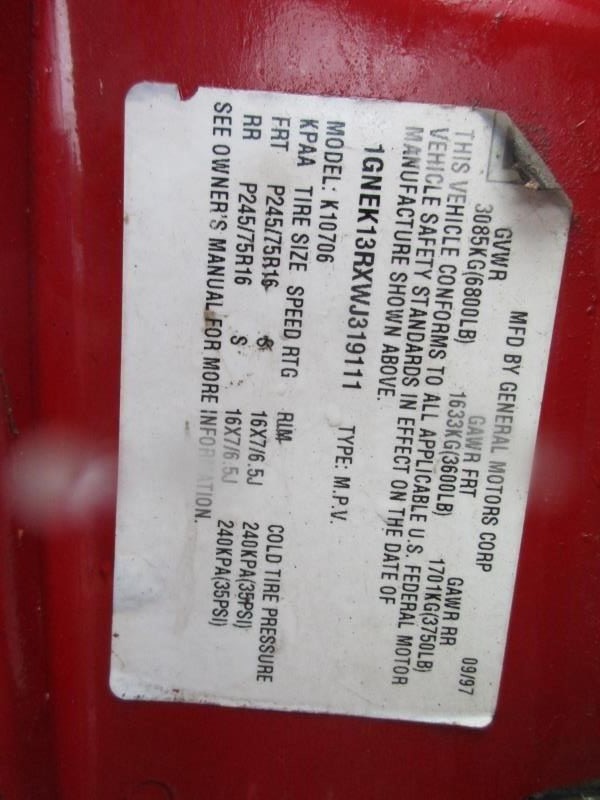 MFD BY GENERAL MOTORS CORP 09/97
GVWR GAWR FRT GAWR RR
3085KG(6800LB) 1633KG(3600LB) 1701KG(3750LB)
THIS VEHICLE CONFORMS TO ALL APPLICABLE U.S. FEDERAL MOTOR
VEHICLE SAFETY STANDARDS IN EFFECT ON THE DATE OF
MANUFACTURE SHOWN ABOVE.
1GNEK13RXWJ319111 TYPE: M.P.V.
MODEL: K10706
KPAA TIRE SIZE SPEED RTG RIM COLD TIRE PRESSURE
FRT P245/75R16 S 16X7/6.5J 240KPA(35PSI)
RR P245/75R16 S 16X7/6.5J 240KPA(35PSI)
SEE OWNER'S MANUAL FOR MORE INFORMATION.